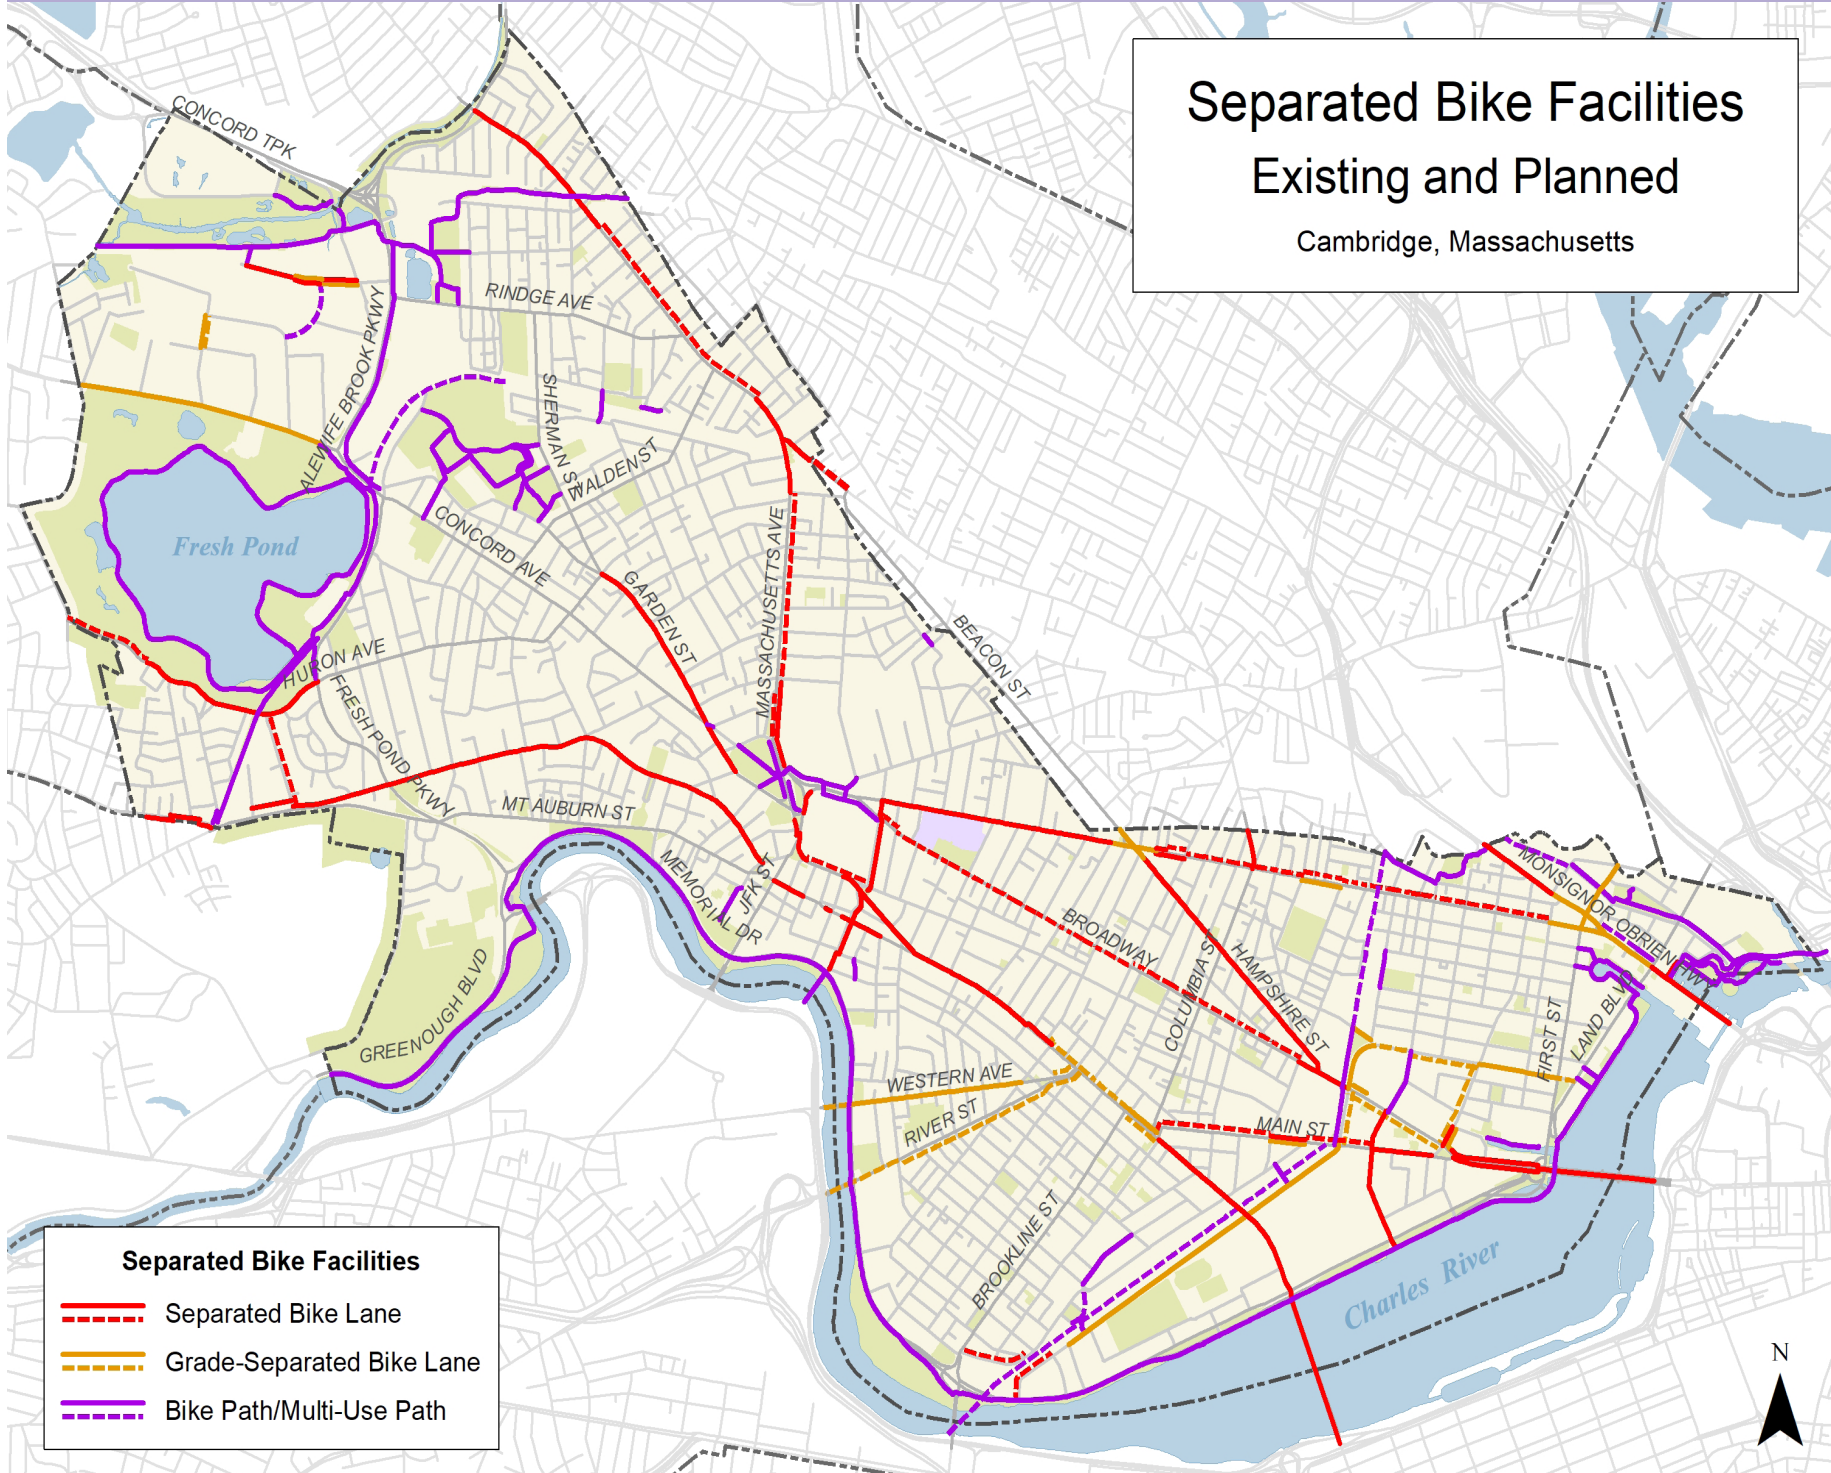 Separated Bike Facilities
Existing and Planned
Cambridge, Massachusetts
CONCORD TPK
RINDGE AVE
ALEWIFE BROOK PKWY
SHERMAN ST
WALDEN ST
CONCORD AVE
Fresh Pond
GARDEN ST
MASSACHUSETTS AVE
BEACON ST
HURON AVE
FRESH POND PKWY
MT AUBURN ST
MEMORIAL DR
JFK ST
GREENOUGH BLVD
BROADWAY
COLUMBIA ST
HAMPSHIRE ST
MONSIGNOR OBRIEN HWY
LAND BLVD
FIRST ST
WESTERN AVE
RIVER ST
MAIN ST
BROOKLINE ST
Charles River
Separated Bike Facilities
Separated Bike Lane
Grade-Separated Bike Lane
Bike Path/Multi-Use Path
N